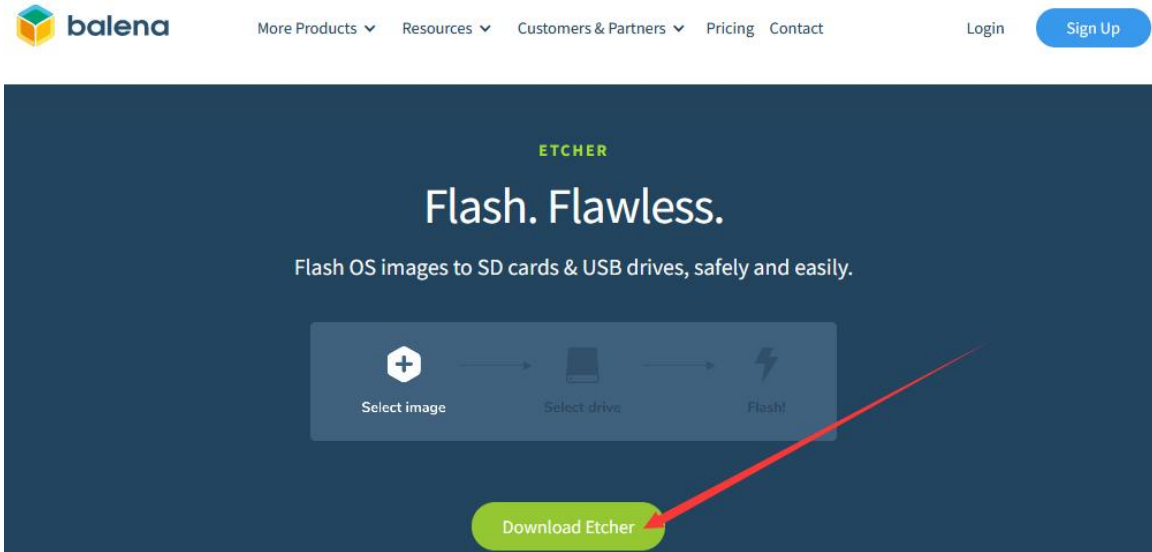 balena More Products Resources Customers & Partners Pricing Contact Login Sign Up
ETCHER
Flash. Flawless.
Flash OS images to SD cards & USB drives, safely and easily.
Select image Select drive Flash!
Download Etcher